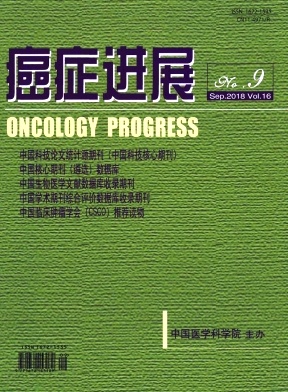 癌症进展
No. 9
Sep.2018 Vol.16
ONCOLOGY PROGRESS
中国科技论文统计源期刊（中国科技核心期刊）
中国核心期刊（遴选）数据库
中国生物医学文献数据库收录期刊
中国学术期刊综合评价数据库收录期刊
中国临床肿瘤学会（CSCO）推荐读物
中国医学科学院 主办